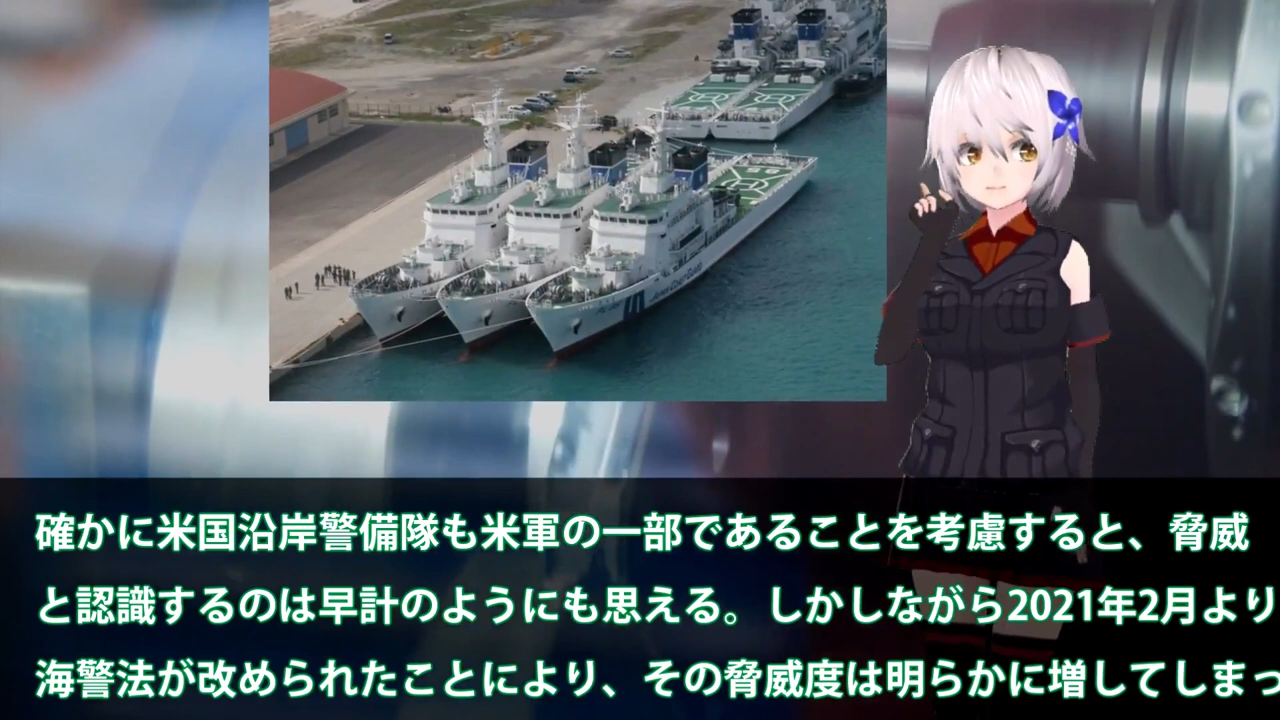 JAPAN COAST GUARD
確かに米国沿岸警備隊も米軍の一部であることを考慮すると、脅威
と認識するのは早計のようにも思える。しかしながら2021年2月より
海警法が改められたことにより、その脅威度は明らかに増してしまっ